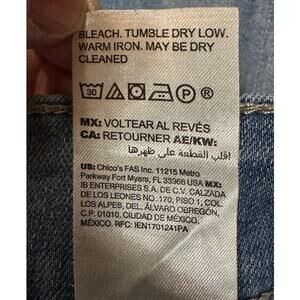 BLEACH. TUMBLE DRY LOW.
WARM IRON. MAY BE DRY
CLEANED
30 P ®
MX: VOLTEAR AL REVÉS
CA: RETOURNER AE/KW:
اقلب القطعة على ظهرها
US: Chico's FAS Inc. 11215 Metro
Parkway Fort Myers, FL 33966 USA MX:
IB ENTERPRISES S.A. DE C.V. CALZADA
DE LOS LEONES NO. 170, PISO 1, COL.
LOS ALPES, DEL. ÁLVARO OBREGÓN,
C.P. 01010, CIUDAD DE MÉXICO,
MÉXICO. RFC: IEN1701241PA